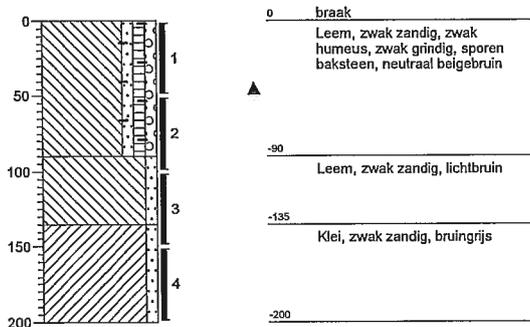 0
50
100
150
200
1
2
3
4
0 braak
Leem, zwak zandig, zwak
humeus, zwak grindig, sporen
baksteen, neutraal beigebruin
-90
Leem, zwak zandig, lichtbruin
-135
Klei, zwak zandig, bruingrijs
-200